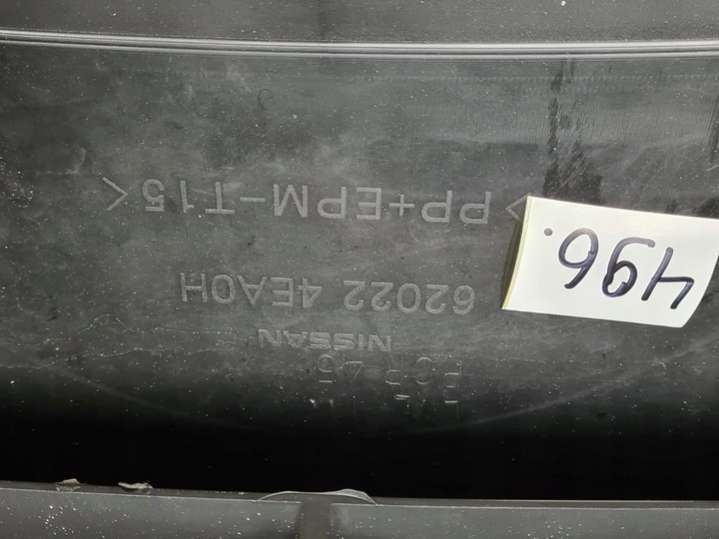 NISSAN
62022 4EA0H
496.
>PP+EPM-T15<